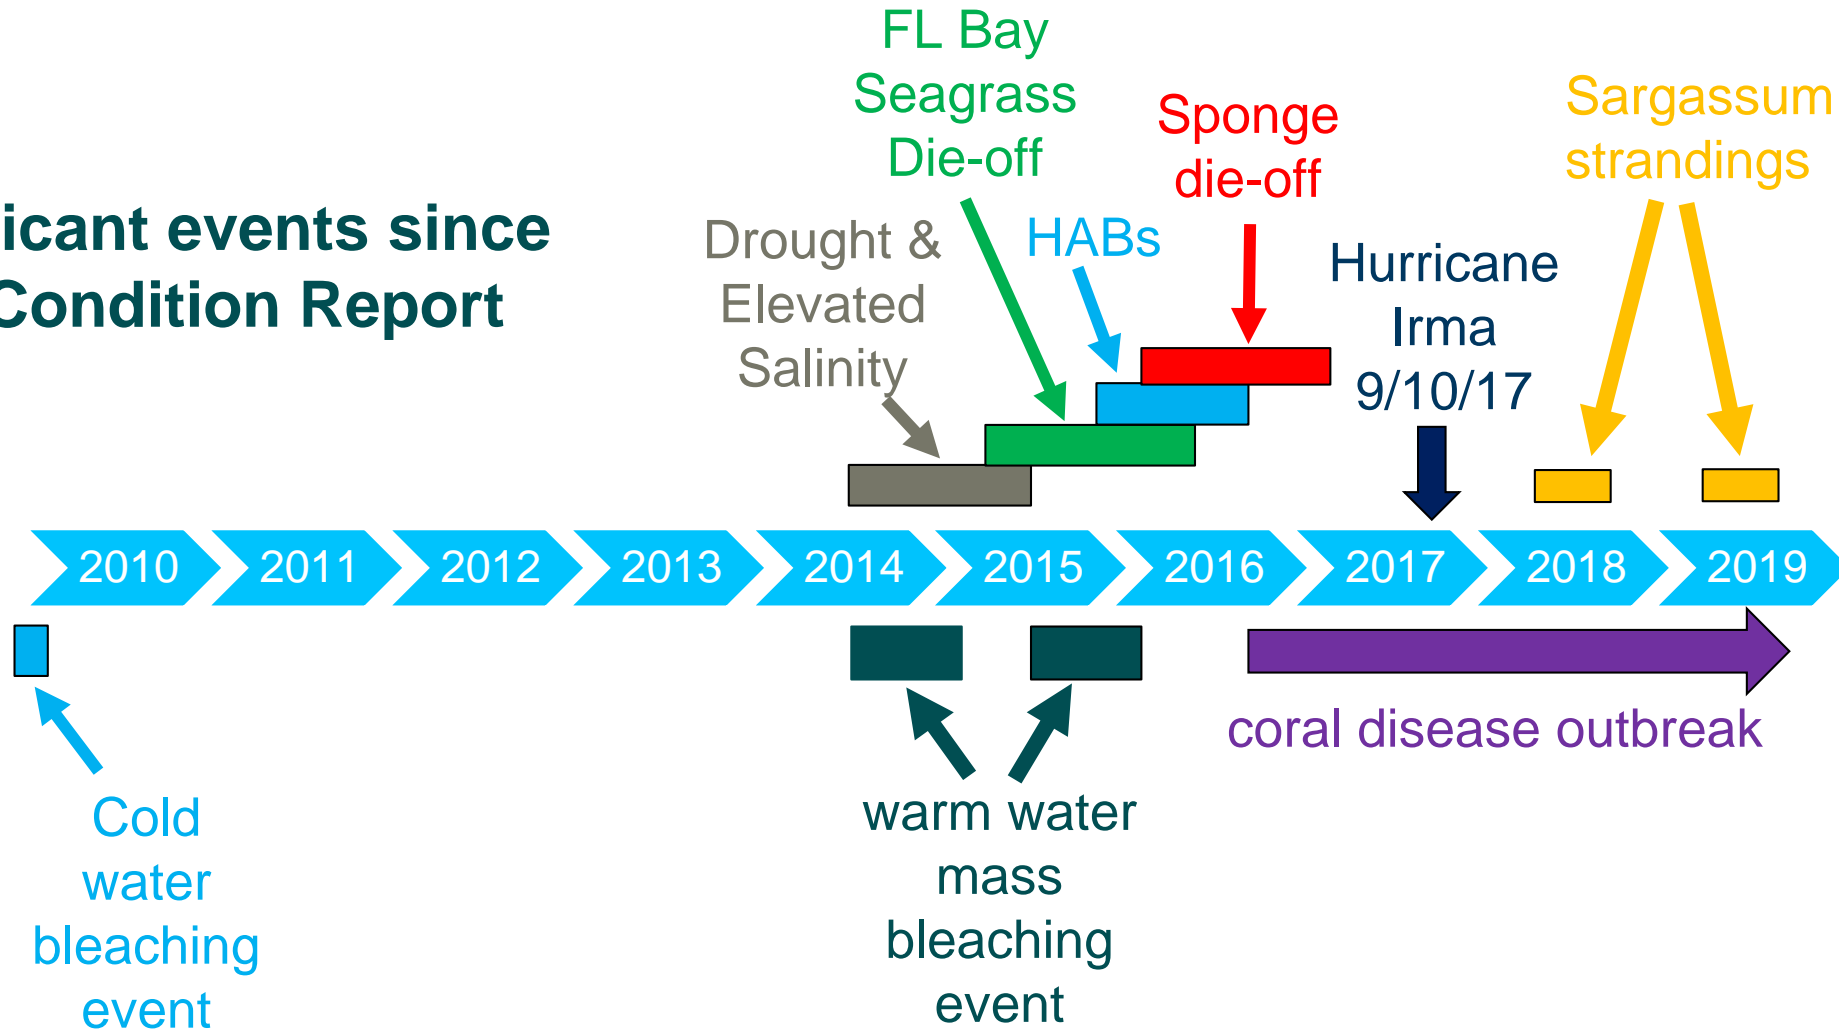 icant events since
Condition Report
FL Bay
Seagrass
Die-off
Drought &
Elevated
Salinity
HABs
Sponge
die-off
Hurricane
Irma
9/10/17
Sargassum
strandings
2010 2011 2012 2013 2014 2015 2016 2017 2018 2019
Cold
water
bleaching
event
warm water
mass
bleaching
event
coral disease outbreak